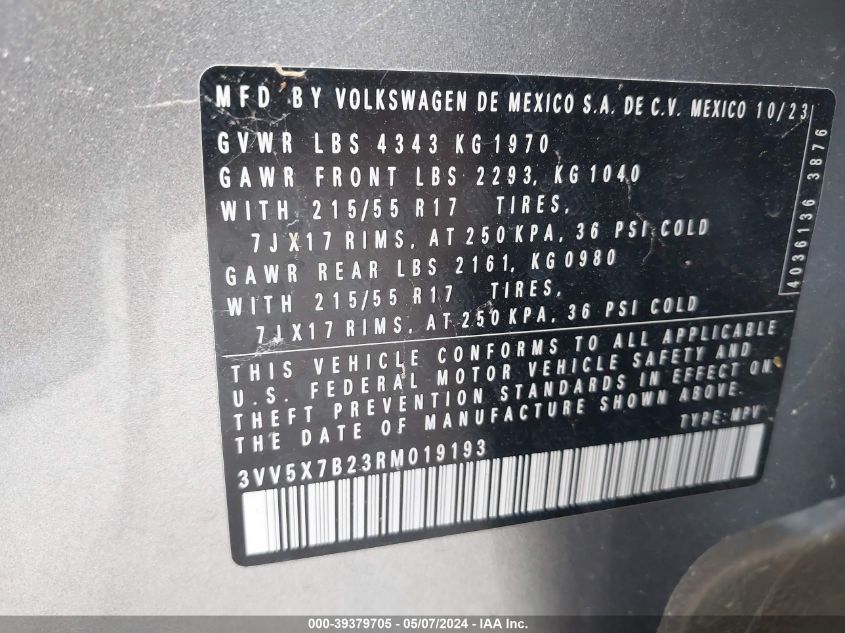 MFD BY VOLKSWAGEN DE MEXICO S.A. DE C.V. MEXICO 10/23
GVWR LBS 4343 KG 1970
GAWR FRONT LBS 2293, KG 1040
WITH 215/55 R17 TIRES,
7JX17 RIMS, AT 250KPA, 36 PSI COLD
GAWR REAR LBS 2161, KG 0980
WITH 215/55 R17 TIRES,
7JX17 RIMS, AT 250KPA, 36 PSI COLD
4036136 3876
THIS VEHICLE CONFORMS TO ALL APPLICABLE
U.S. FEDERAL MOTOR VEHICLE SAFETY AND
THEFT PREVENTION STANDARDS IN EFFECT ON
THE DATE OF MANUFACTURE SHOWN ABOVE.
TYPE: MPV
3VV5X7B23RM019193
000-39379705 - 05/07/2024 - IAA Inc.